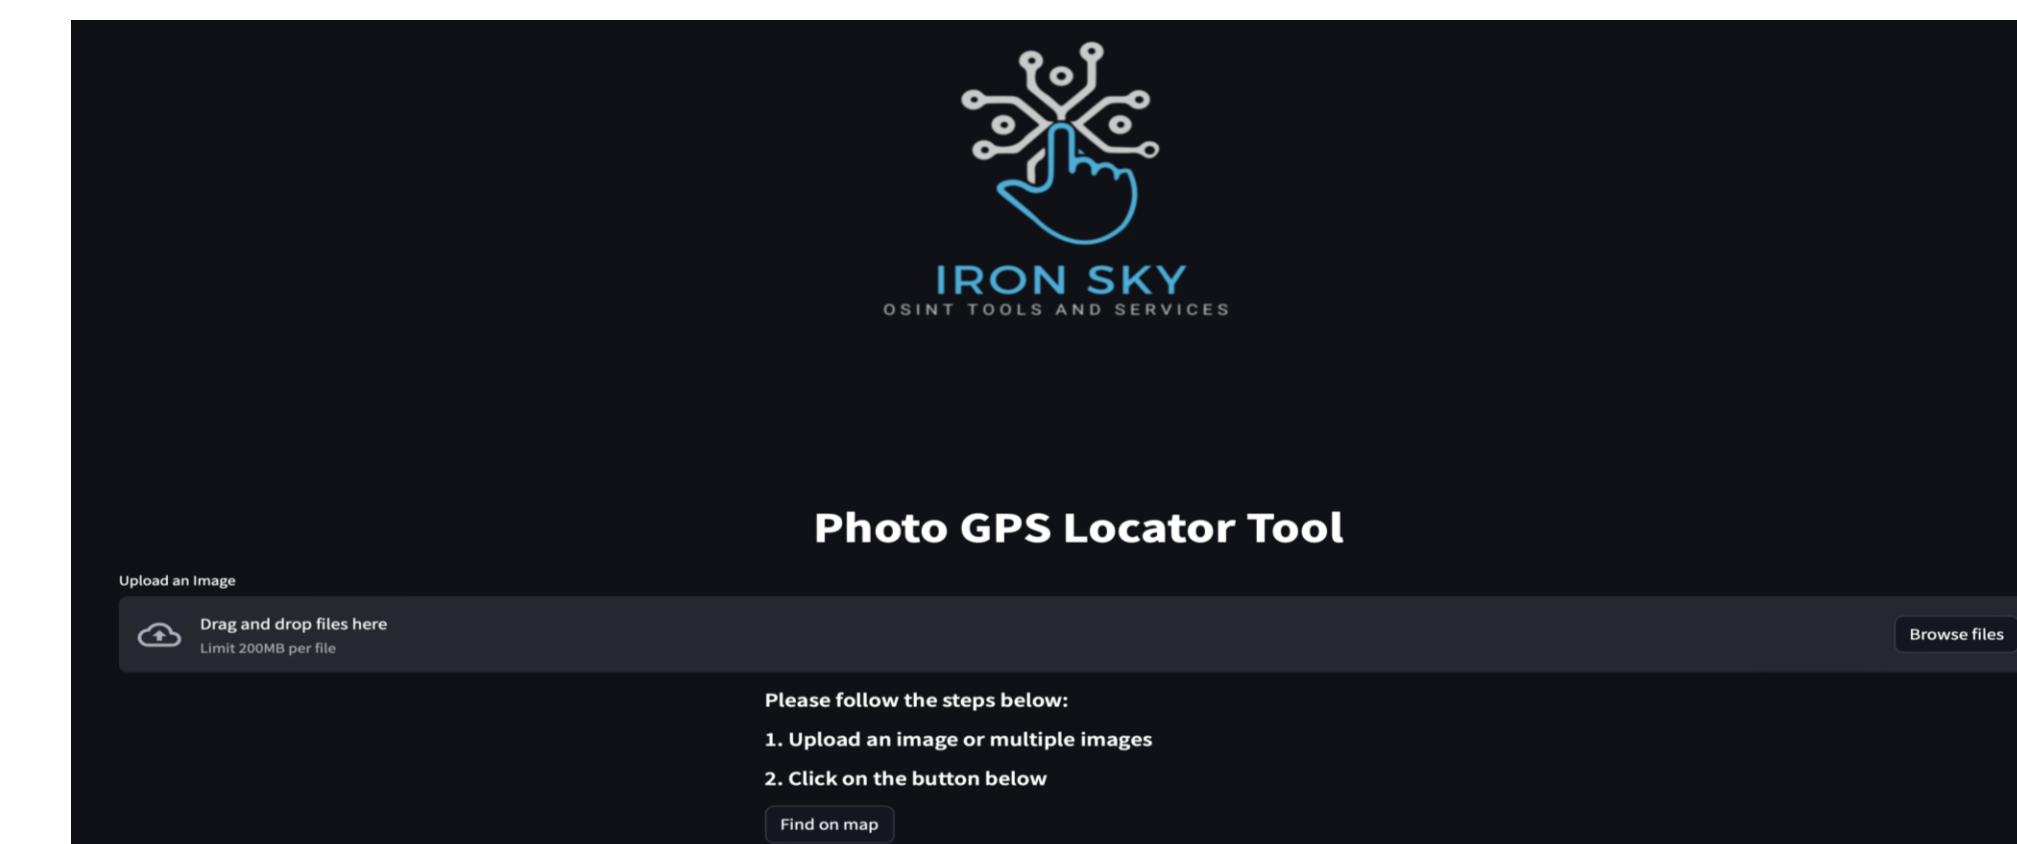 IRON SKY
OSINT TOOLS AND SERVICES
Photo GPS Locator Tool
Upload an Image
Drag and drop files here
Limit 200MB per file
Browse files
Please follow the steps below:
1. Upload an image or multiple images
2. Click on the button below
Find on map